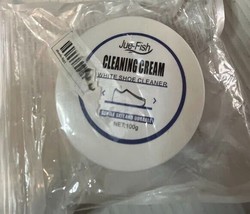 Jue-Fish
CLEANING CREAM
WHITE SHOE CLEANER
NET:100g